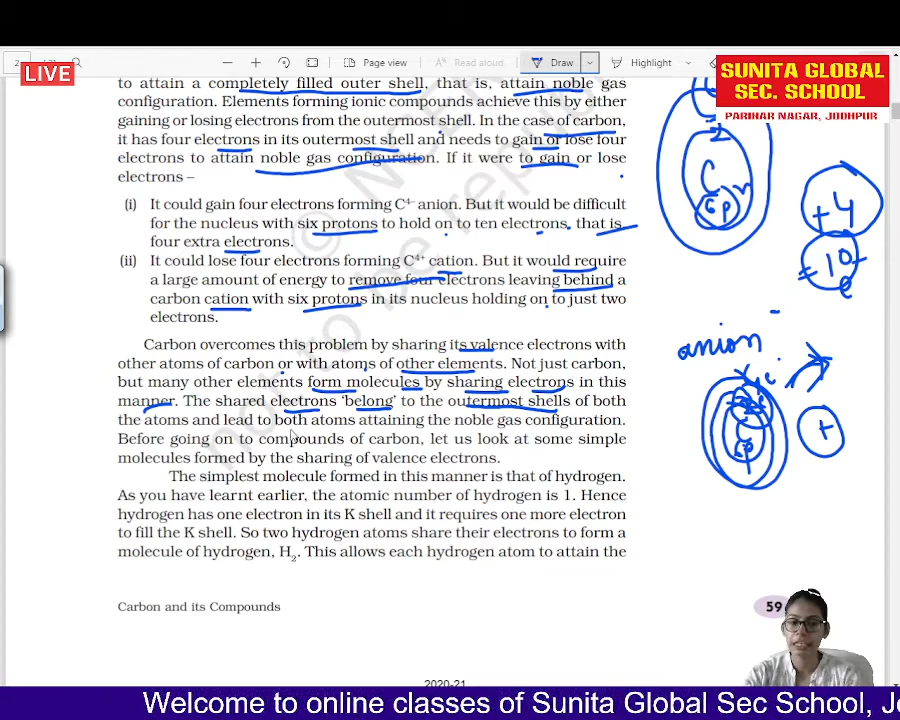 2
Page view
Read aloud
Draw
Highlight
LIVE
SUNITA GLOBAL
SEC. SCHOOL
PARIHAR NAGAR, JODHPUR
to attain a completely filled outer shell, that is, attain noble gas
configuration. Elements forming ionic compounds achieve this by either
gaining or losing electrons from the outermost shell. In the case of carbon,
it has four electrons in its outermost shell and needs to gain or lose four
electrons to attain noble gas configuration. If it were to gain or lose
electrons –
(i) It could gain four electrons forming C⁴⁻ anion. But it would be difficult
for the nucleus with six protons to hold on to ten electrons, that is,
four extra electrons.
(ii) It could lose four electrons forming C⁴⁺ cation. But it would require
a large amount of energy to remove four electrons leaving behind a
carbon cation with six protons in its nucleus holding on to just two
electrons.
Carbon overcomes this problem by sharing its valence electrons with
other atoms of carbon or with atoms of other elements. Not just carbon,
but many other elements form molecules by sharing electrons in this
manner. The shared electrons ‘belong’ to the outermost shells of both
the atoms and lead to both atoms attaining the noble gas configuration.
Before going on to compounds of carbon, let us look at some simple
molecules formed by the sharing of valence electrons.
The simplest molecule formed in this manner is that of hydrogen.
As you have learnt earlier, the atomic number of hydrogen is 1. Hence
hydrogen has one electron in its K shell and it requires one more electron
to fill the K shell. So two hydrogen atoms share their electrons to form a
molecule of hydrogen, H₂. This allows each hydrogen atom to attain the
2
C
6p
+4
=10
e
anion
-
6p
+
© NCERT
not to be republ
Carbon and its Compounds
59
2020-21
Welcome to online classes of Sunita Global Sec School, Jo